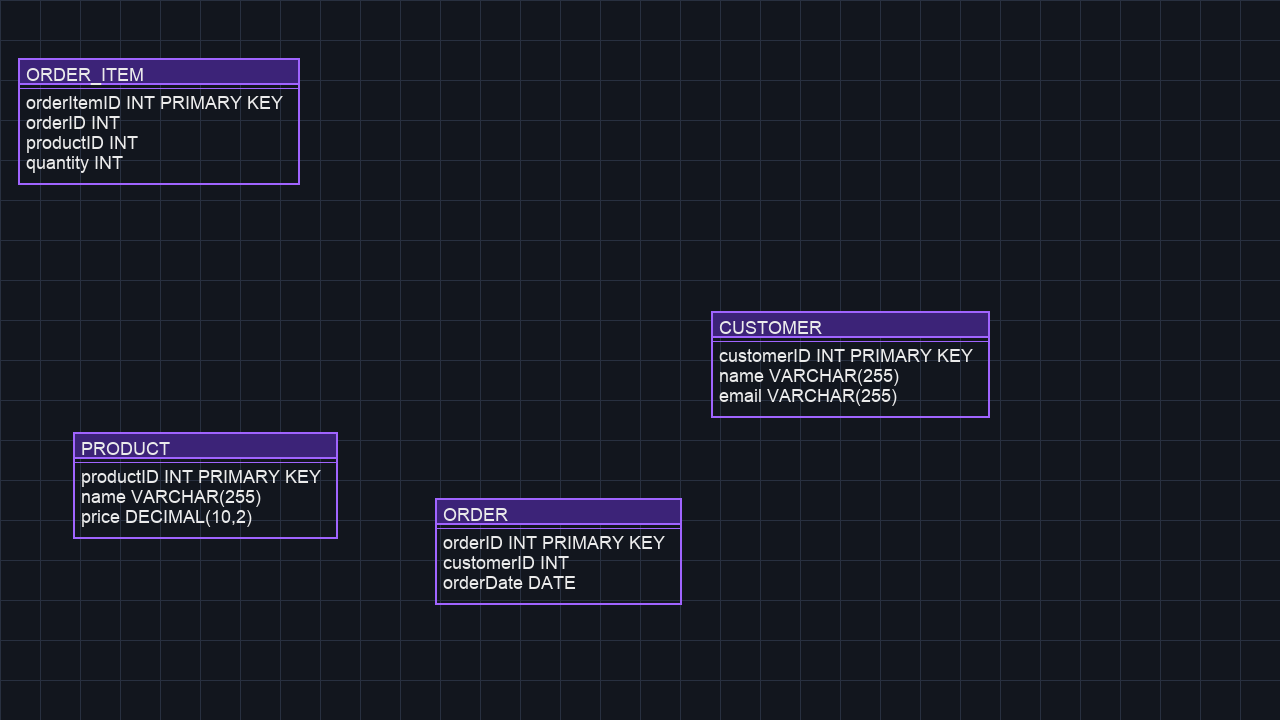 ORDER_ITEM
orderItemID INT PRIMARY KEY
orderID INT
productID INT
quantity INT
CUSTOMER
customerID INT PRIMARY KEY
name VARCHAR(255)
email VARCHAR(255)
PRODUCT
productID INT PRIMARY KEY
name VARCHAR(255)
price DECIMAL(10,2)
ORDER
orderID INT PRIMARY KEY
customerID INT
orderDate DATE